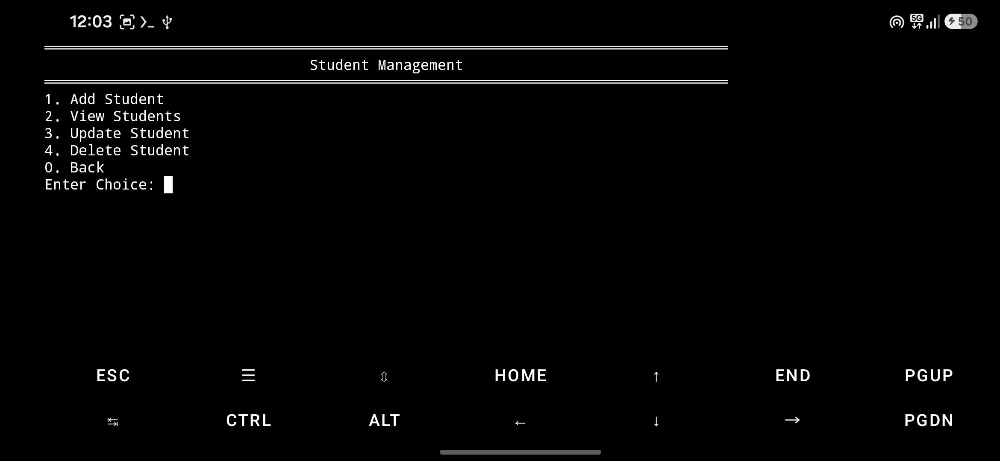 12:03 5G 50
Student Management
1. Add Student
2. View Students
3. Update Student
4. Delete Student
0. Back
Enter Choice:
ESC ☰ ⇳ HOME ↑ END PGUP
↹ CTRL ALT ← ↓ → PGDN